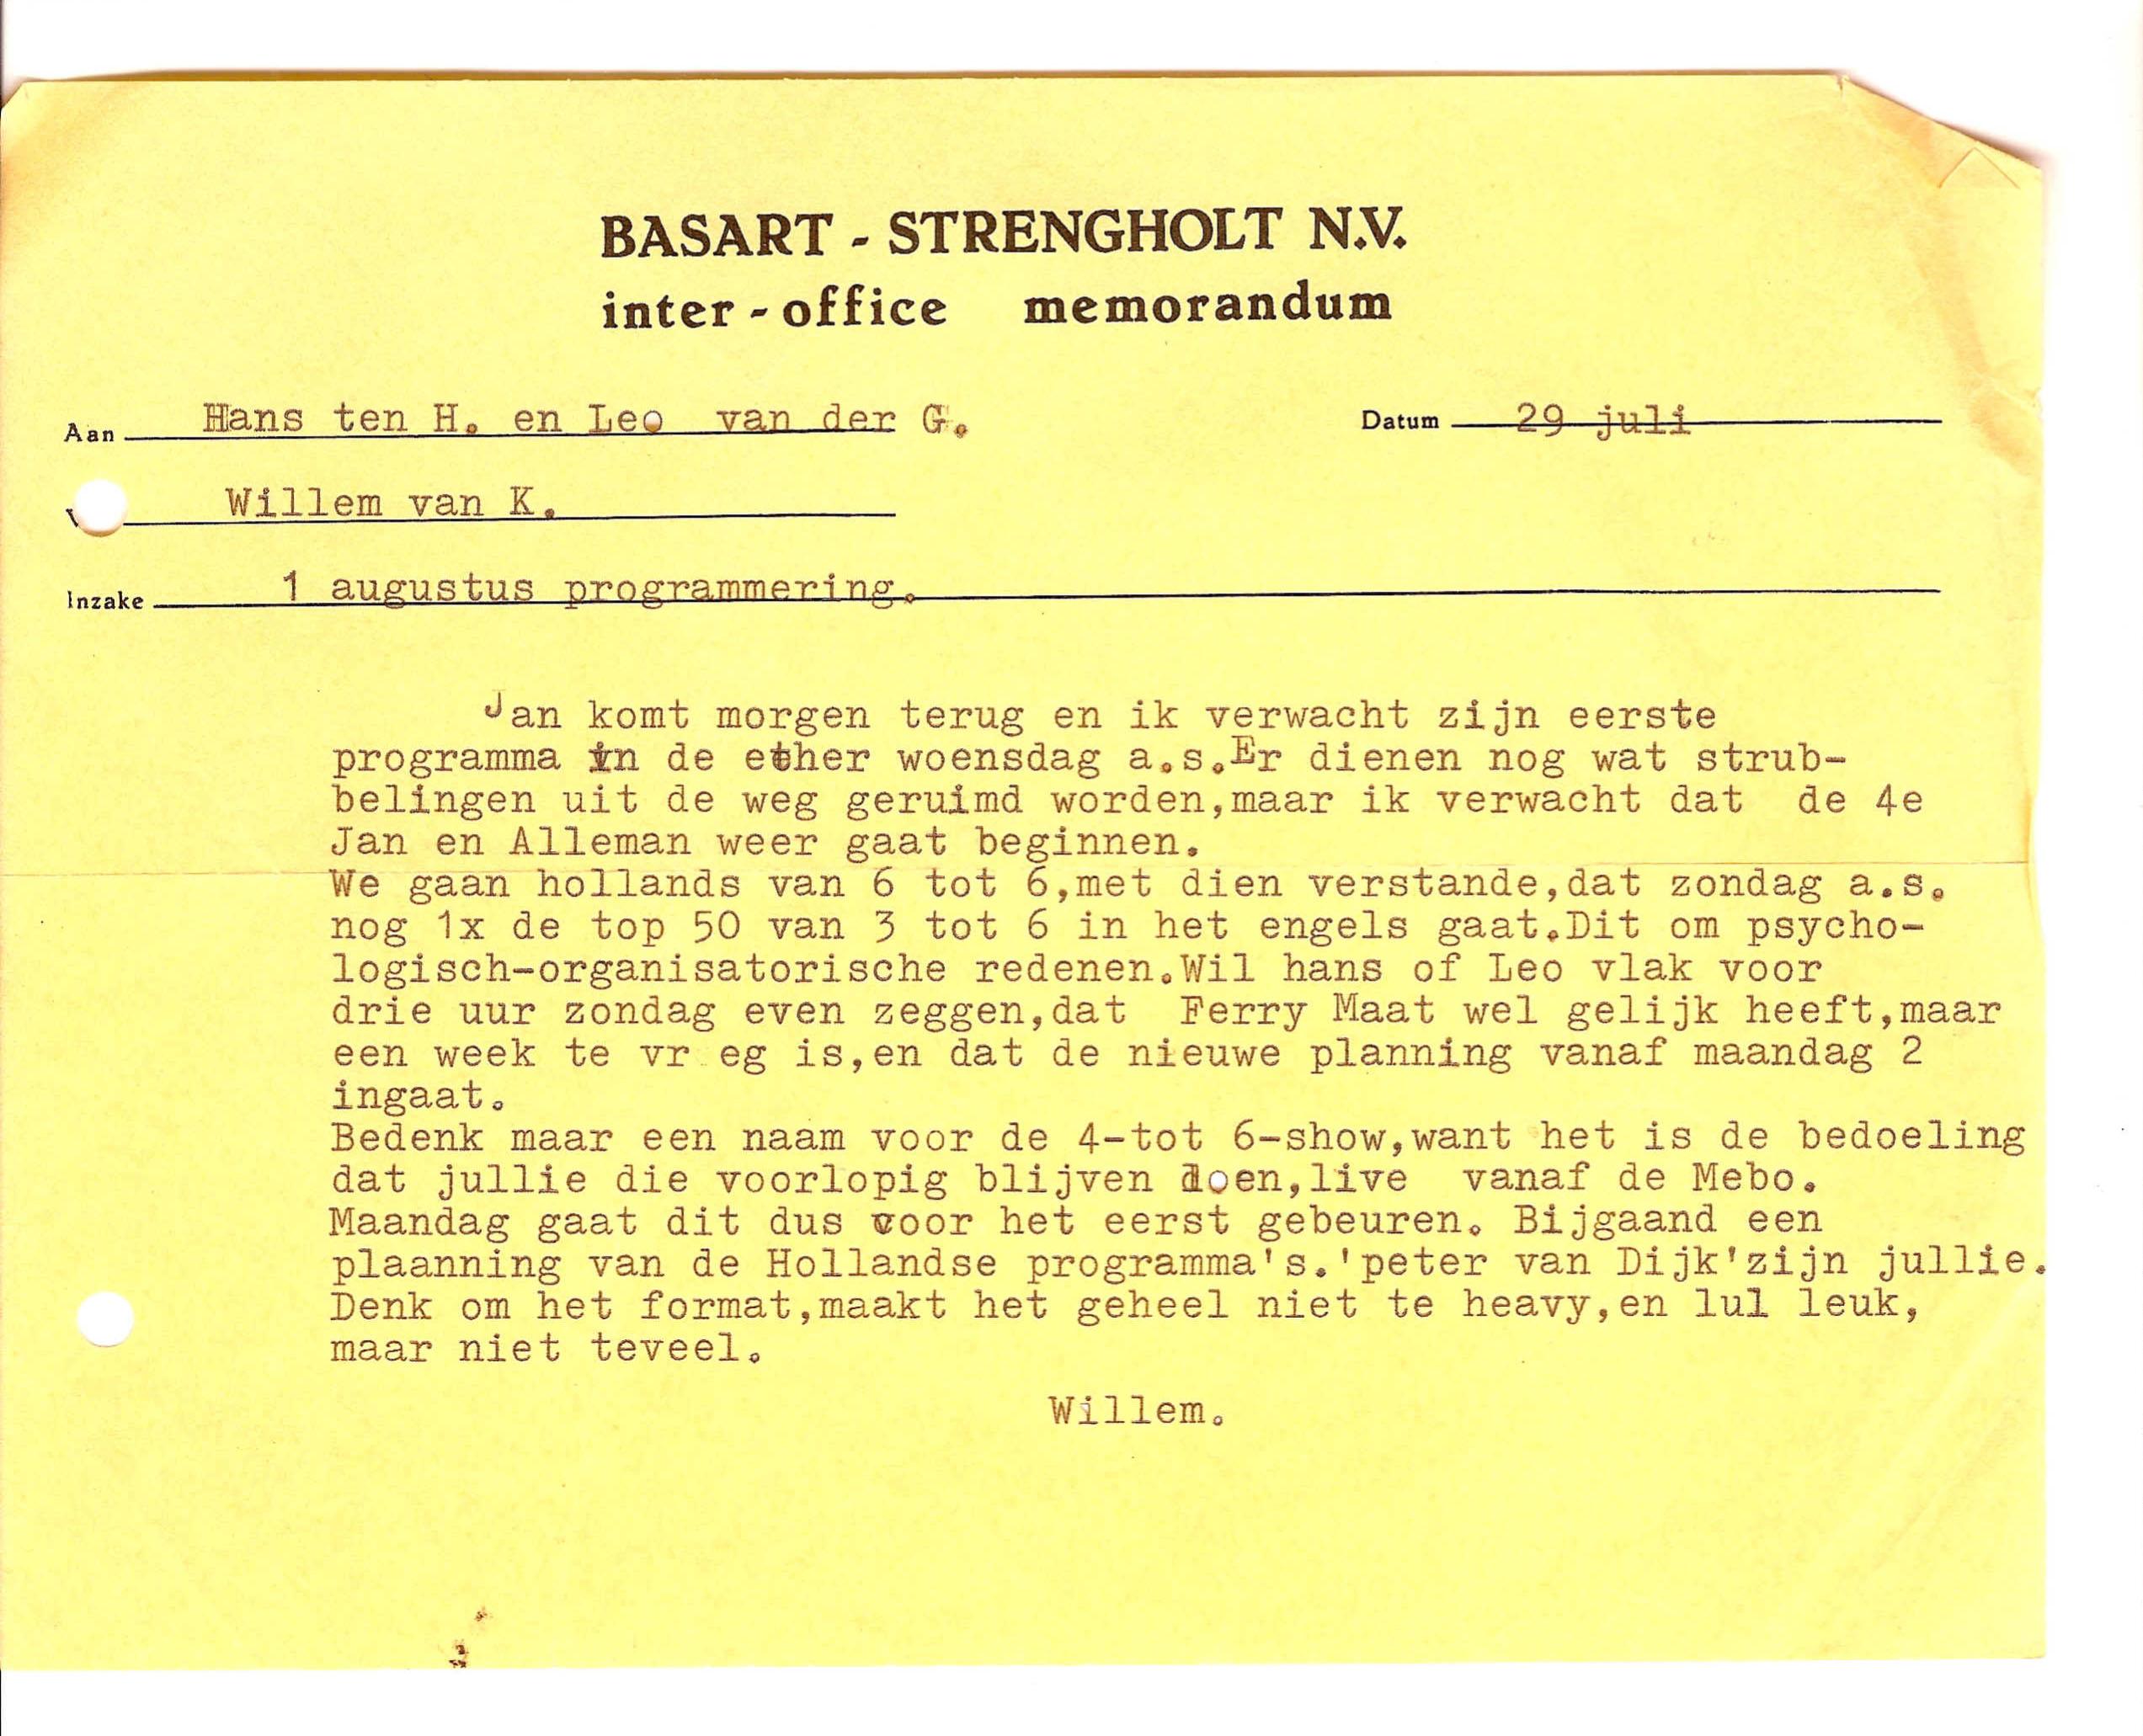 BASART - STRENGHOLT N.V.
inter-office memorandum
Aan Hans ten H. en Leo van der G.
Datum 29 juli
Willem van K.
Inzake 1 augustus programmering.
Jan komt morgen terug en ik verwacht zijn eerste
programma in de ether woensdag a.s.Er dienen nog wat strub-
belingen uit de weg geruimd worden,maar ik verwacht dat de 4e
Jan en Alleman weer gaat beginnen.
We gaan hollands van 6 tot 6,met dien verstande,dat zondag a.s.
nog 1x de top 50 van 3 tot 6 in het engels gaat.Dit om psycho-
logisch-organisatorische redenen.Wil hans of Leo vlak voor
drie uur zondag even zeggen,dat Ferry Maat wel gelijk heeft,maar
een week te vr eg is,en dat de nieuwe planning vanaf maandag 2
ingaat.
Bedenk maar een naam voor de 4-tot 6-show,want het is de bedoeling
dat jullie die voorlopig blijven doen,live vanaf de Mebo.
Maandag gaat dit dus voor het eerst gebeuren. Bijgaand een
plaanning van de Hollandse programma's.'peter van Dijk'zijn jullie.
Denk om het format,maakt het geheel niet te heavy,en lul leuk,
maar niet teveel.
Willem.